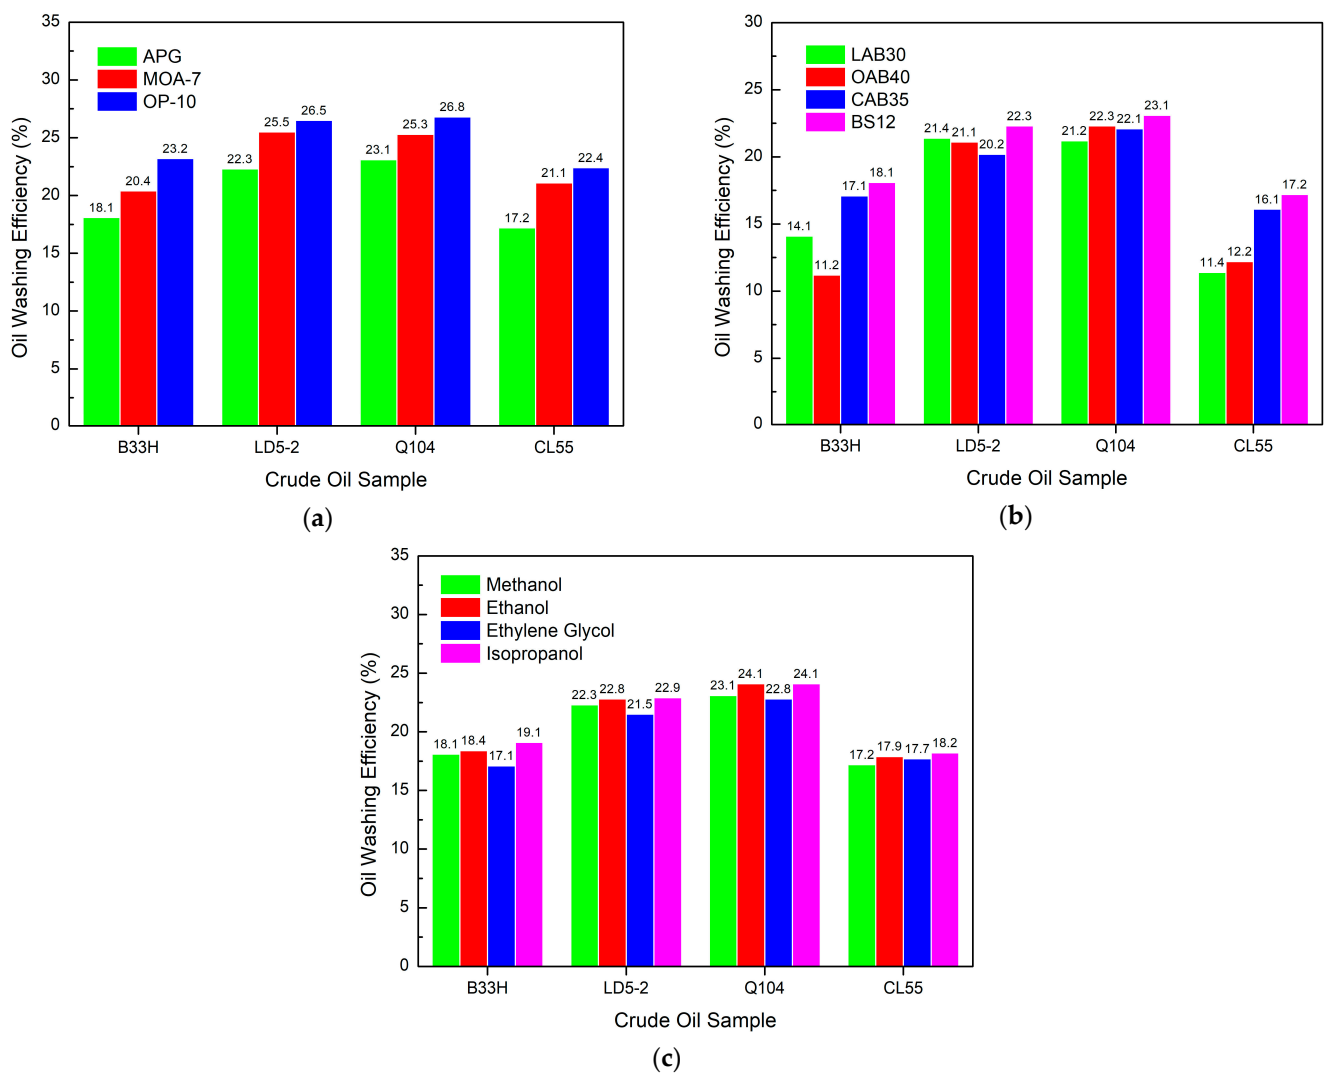 35
30
25
20
15
10
5
0
Oil Washing Efficiency (%)
APG
MOA-7
OP-10
18.1
20.4
23.2
22.3
25.5
26.5
23.1
25.3
26.8
17.2
21.1
22.4
B33H
LD5-2
Q104
CL55
Crude Oil Sample
(a)
30
25
20
15
10
5
0
Oil Washing Efficiency (%)
LAB30
OAB40
CAB35
BS12
14.1
11.2
17.1
18.1
21.4
21.1
20.2
22.3
21.2
22.3
22.1
23.1
11.4
12.2
16.1
17.2
B33H
LD5-2
Q104
CL55
Crude Oil Sample
(b)
35
30
25
20
15
10
5
0
Oil Washing Efficiency (%)
Methanol
Ethanol
Ethylene Glycol
Isopropanol
18.1
18.4
17.1
19.1
22.3
22.8
21.5
22.9
23.1
24.1
22.8
24.1
17.2
17.9
17.7
18.2
B33H
LD5-2
Q104
CL55
Crude Oil Sample
(c)